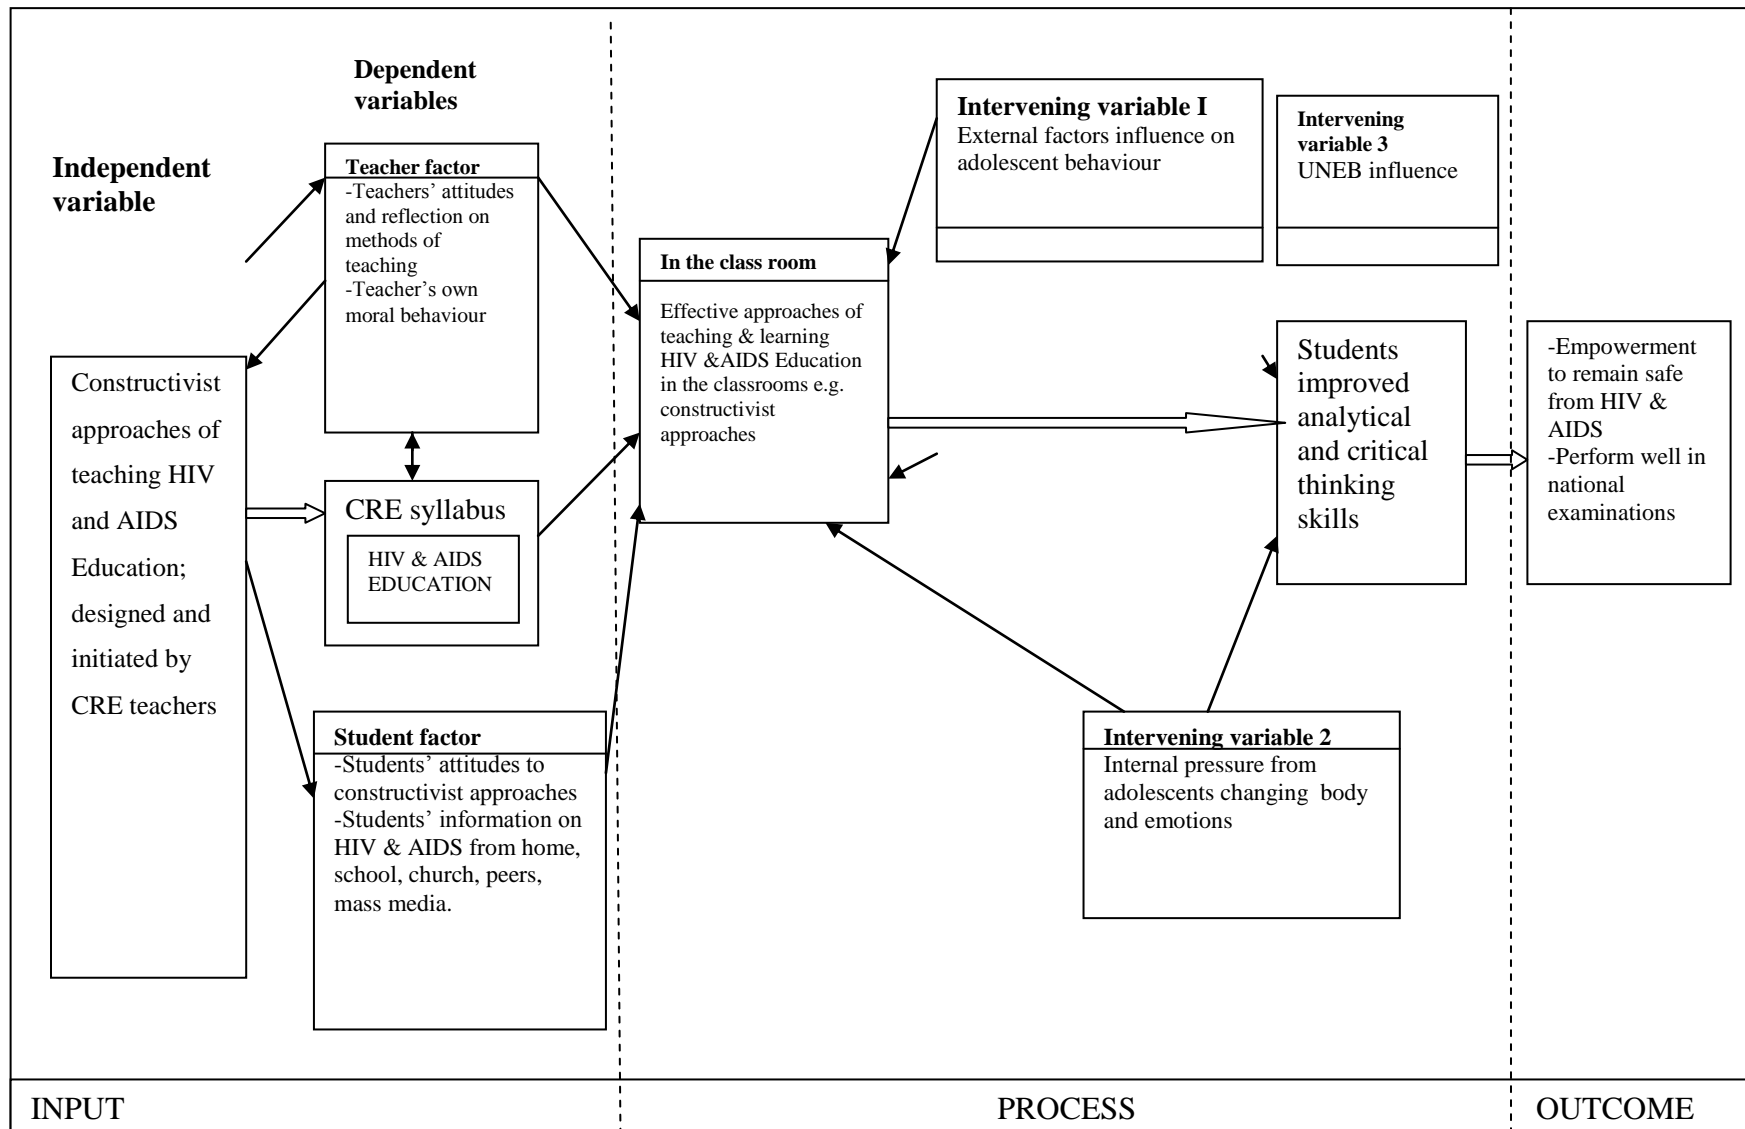 Independent
variable
Dependent
variables
Constructivist
approaches of
teaching HIV
and AIDS
Education;
designed and
initiated by
CRE teachers
Teacher factor
-Teachers’ attitudes
and reflection on
methods of
teaching
-Teacher’s own
moral behaviour
CRE syllabus
HIV & AIDS
EDUCATION
Student factor
-Students’ attitudes to
constructivist approaches
-Students’ information on
HIV & AIDS from home,
school, church, peers,
mass media.
In the class room
Effective approaches of
teaching & learning
HIV &AIDS Education
in the classrooms e.g.
constructivist
approaches
Intervening variable I
External factors influence on
adolescent behaviour
Intervening
variable 3
UNEB influence
Students
improved
analytical
and critical
thinking
skills
Intervening variable 2
Internal pressure from
adolescents changing  body
and emotions
-Empowerment
to remain safe
from HIV &
AIDS
-Perform well in
national
examinations
INPUT
PROCESS
OUTCOME